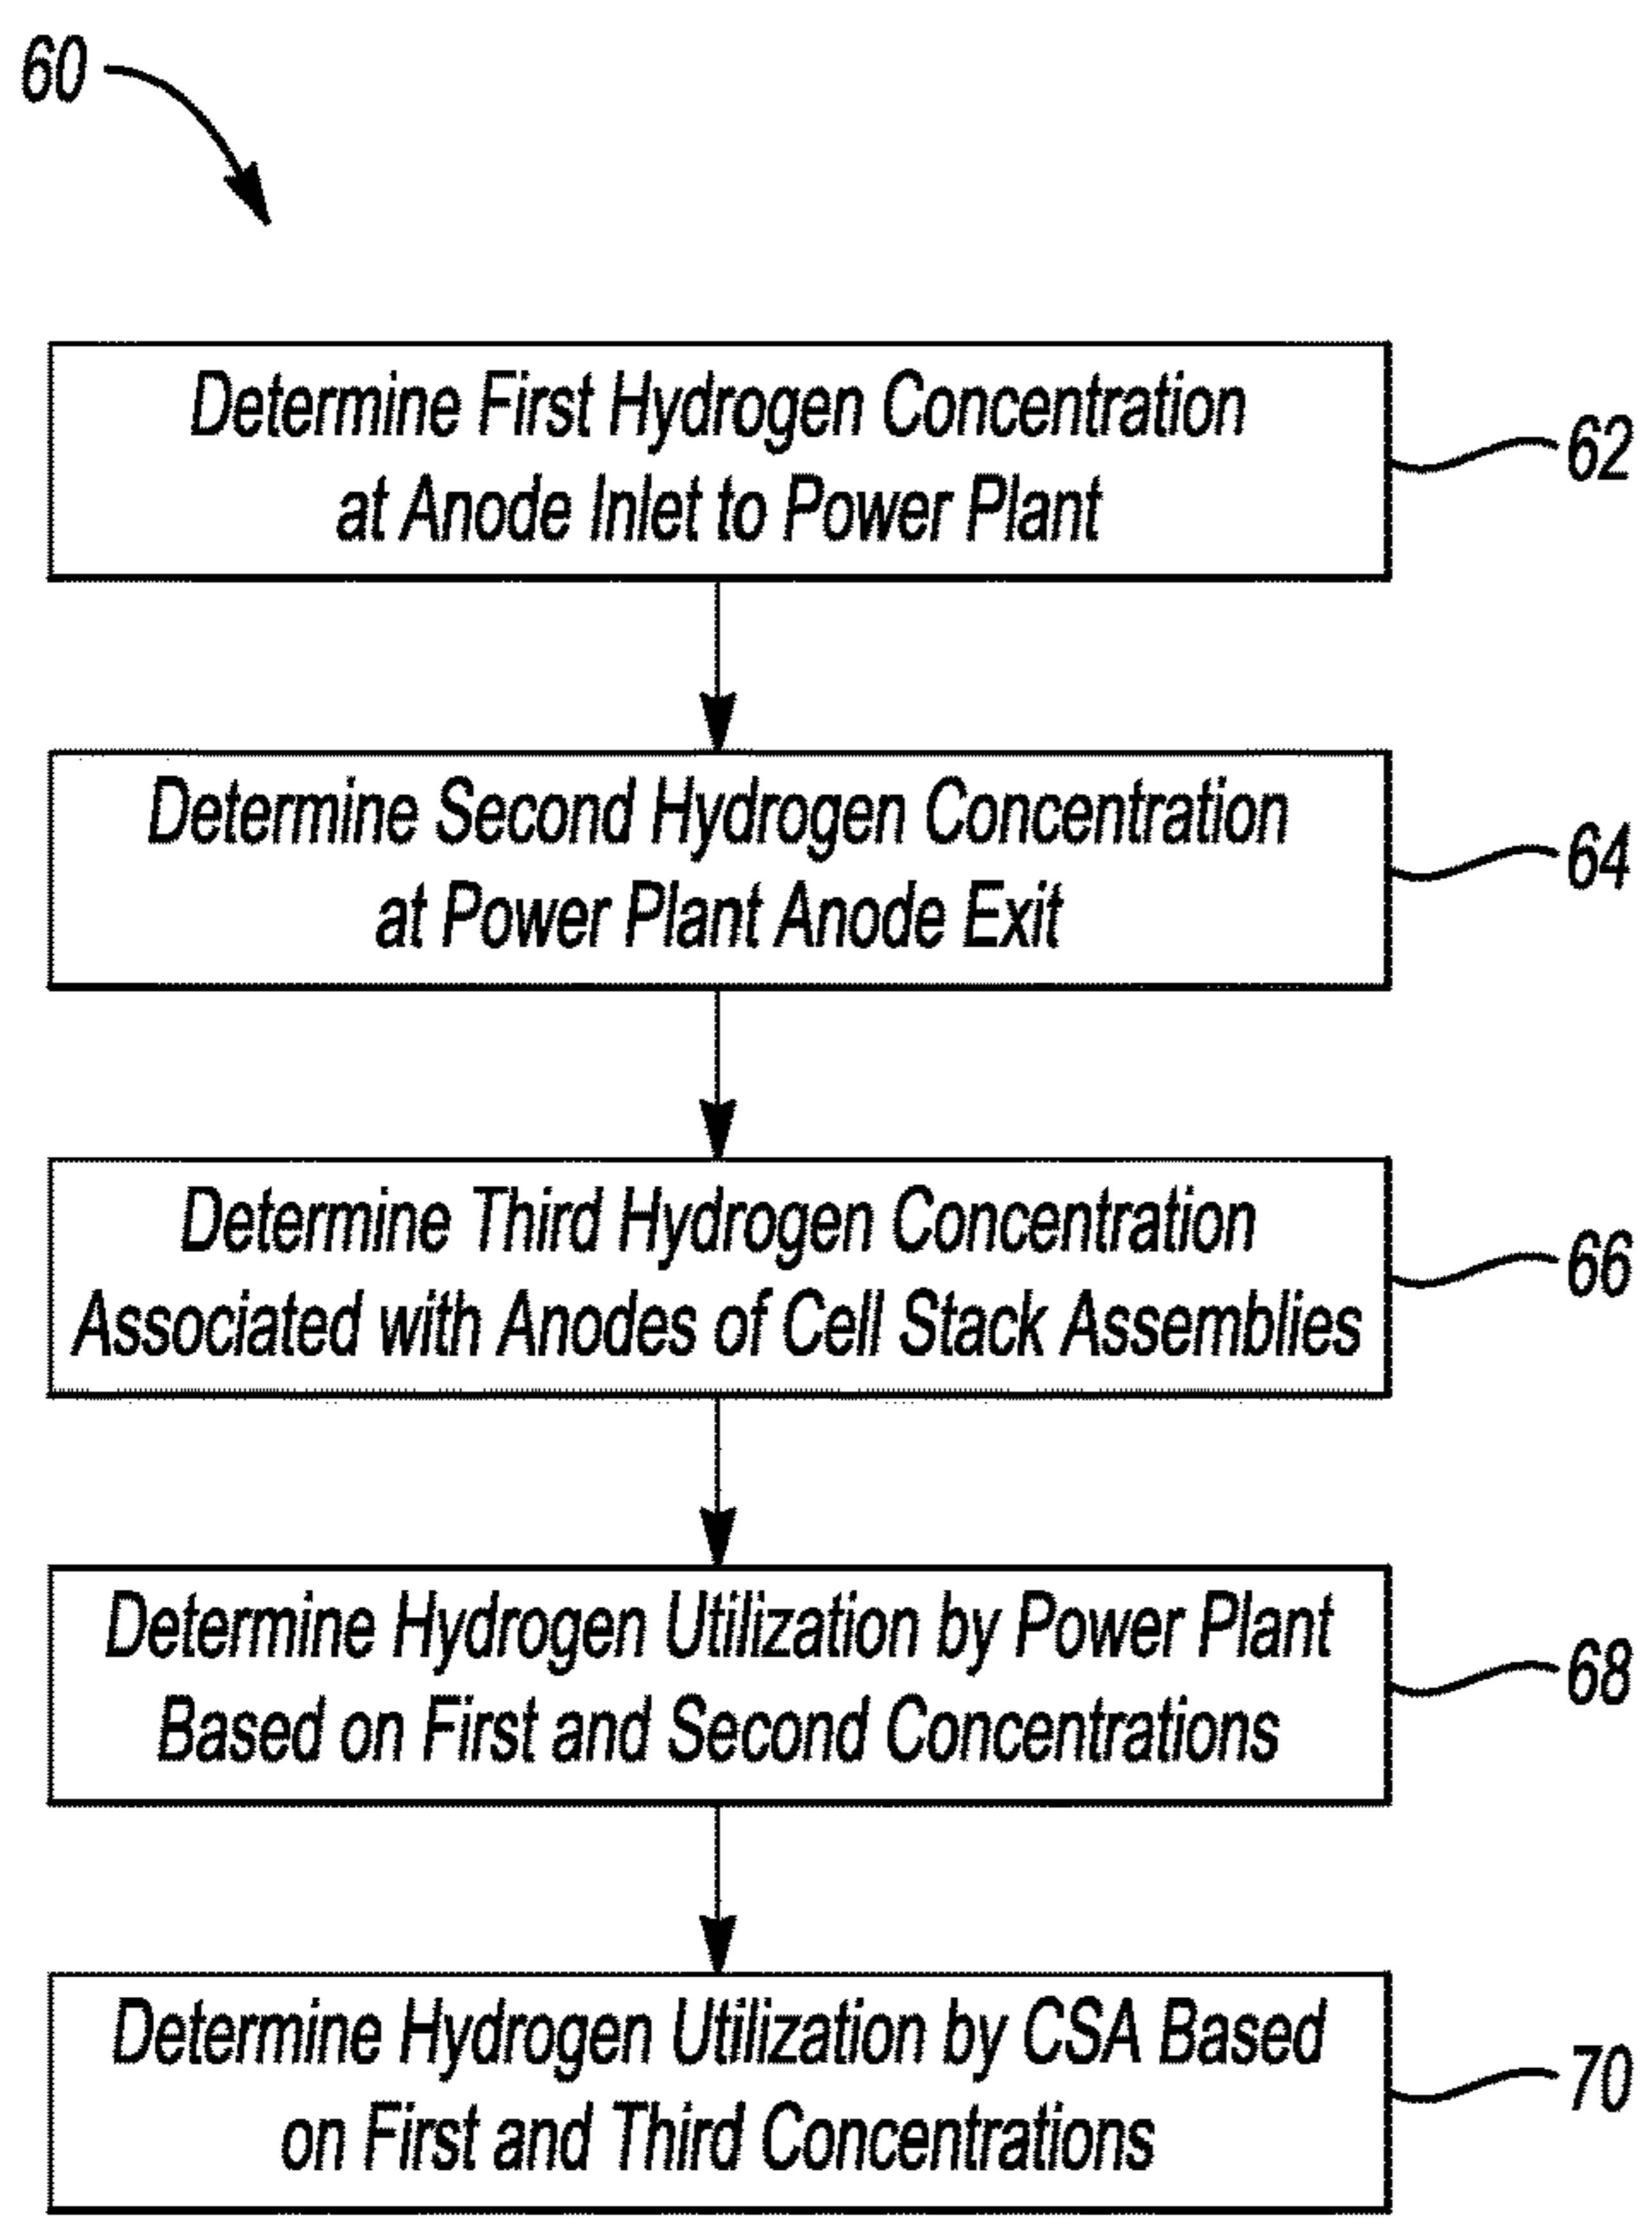 60
Determine First Hydrogen Concentration
at Anode Inlet to Power Plant
62
Determine Second Hydrogen Concentration
at Power Plant Anode Exit
64
Determine Third Hydrogen Concentration
Associated with Anodes of Cell Stack Assemblies
66
Determine Hydrogen Utilization by Power Plant
Based on First and Second Concentrations
68
Determine Hydrogen Utilization by CSA Based
on First and Third Concentrations
70